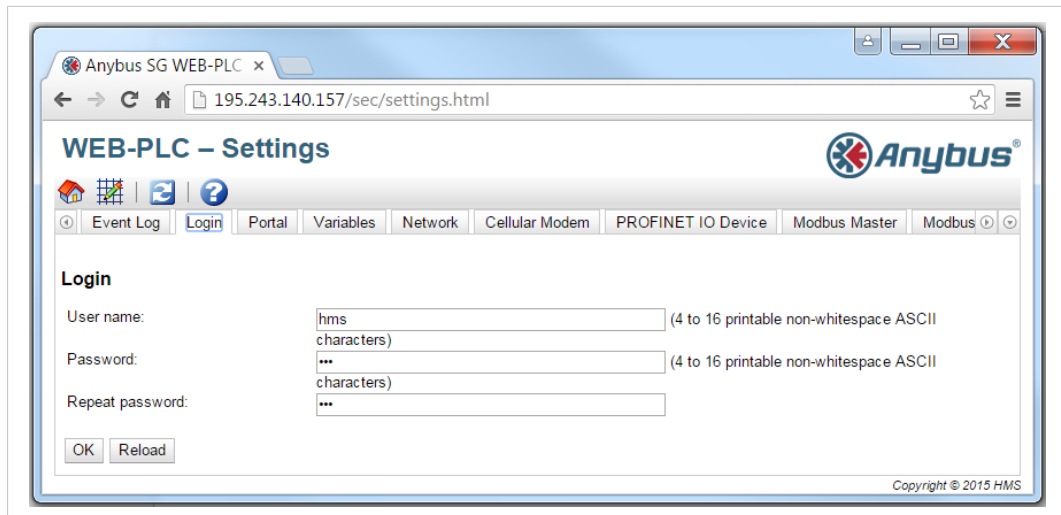 Anybus SG WEB-PLC
195.243.140.157/sec/settings.html
WEB-PLC – Settings
Anybus®
Event Log Login Portal Variables Network Cellular Modem PROFINET IO Device Modbus Master Modbus
Login
User name: hms (4 to 16 printable non-whitespace ASCII
characters)
Password: ••• (4 to 16 printable non-whitespace ASCII
characters)
Repeat password: •••
OK Reload
Copyright © 2015 HMS